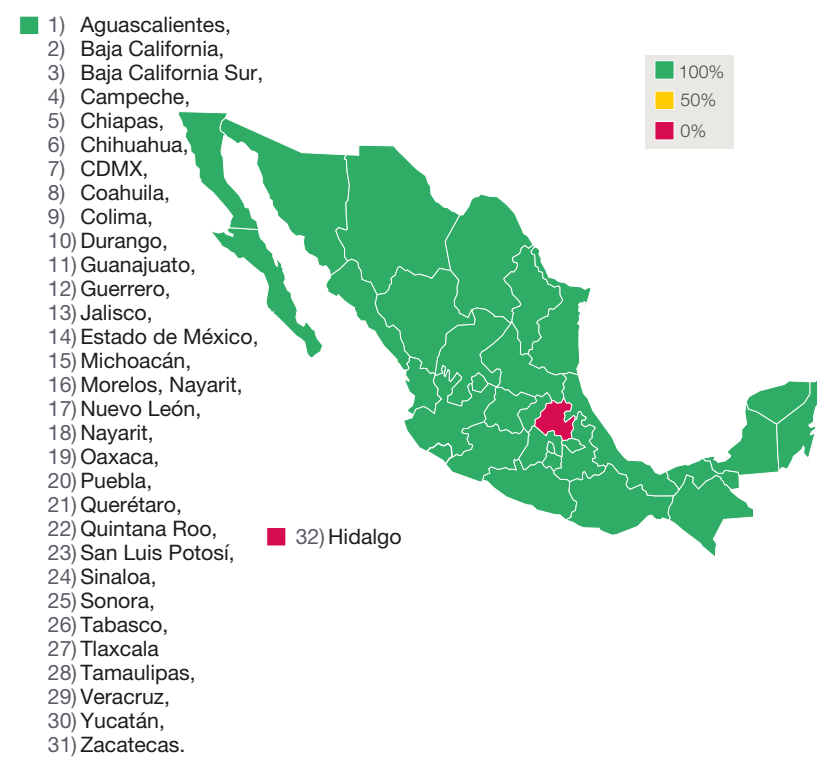 1) Aguascalientes,
2) Baja California,
3) Baja California Sur,
4) Campeche,
5) Chiapas,
6) Chihuahua,
7) CDMX,
8) Coahuila,
9) Colima,
10) Durango,
11) Guanajuato,
12) Guerrero,
13) Jalisco,
14) Estado de México,
15) Michoacán,
16) Morelos, Nayarit,
17) Nuevo León,
18) Nayarit,
19) Oaxaca,
20) Puebla,
21) Querétaro,
22) Quintana Roo,
23) San Luis Potosí,
24) Sinaloa,
25) Sonora,
26) Tabasco,
27) Tlaxcala
28) Tamaulipas,
29) Veracruz,
30) Yucatán,
31) Zacatecas.
32) Hidalgo
100%
50%
0%